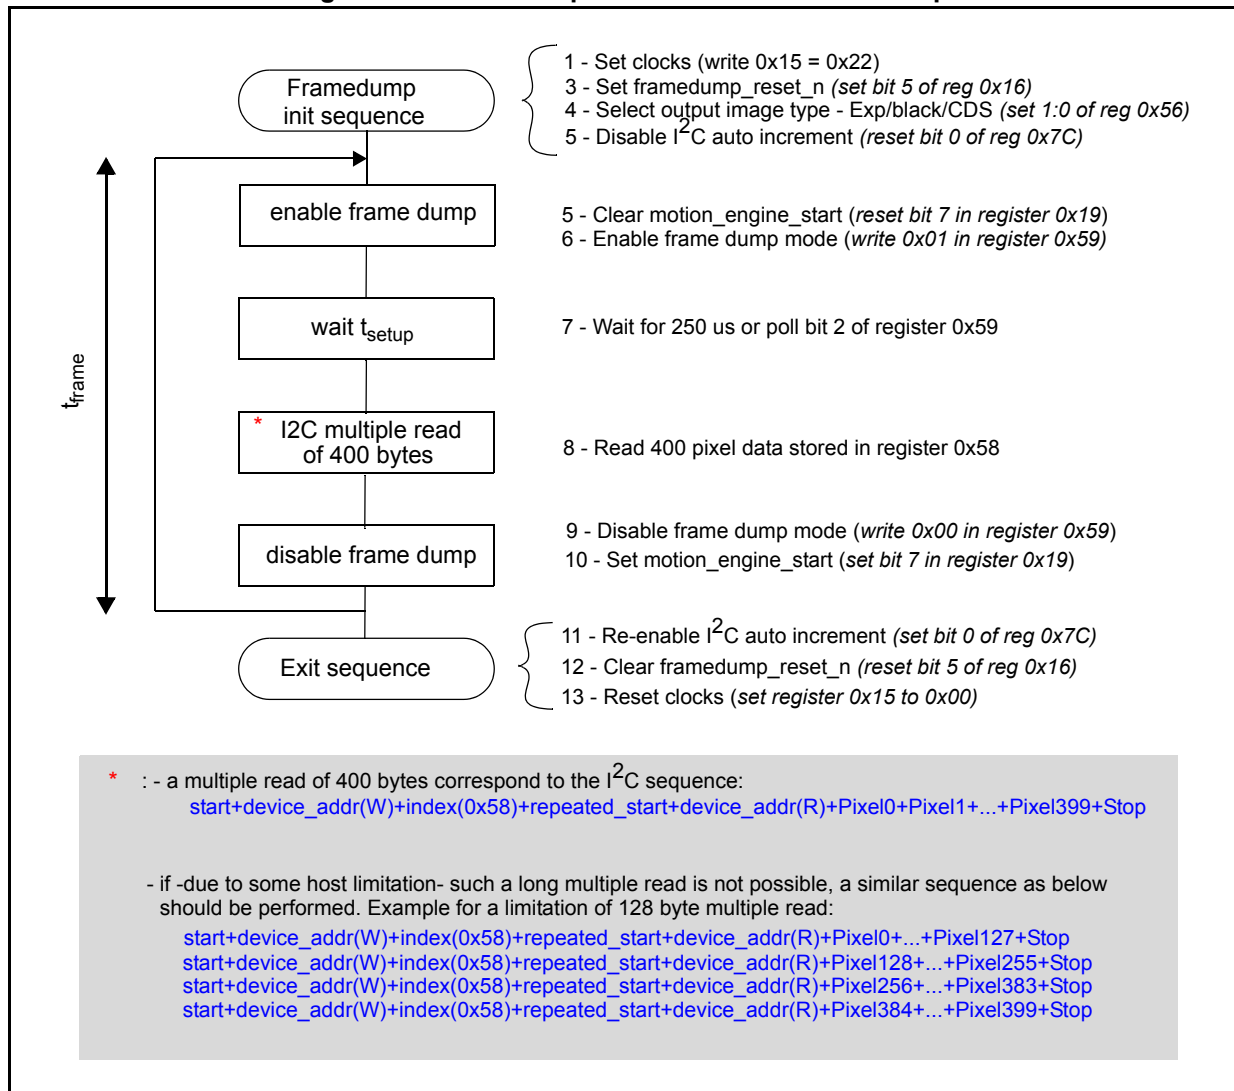 Framedump
init sequence
1 - Set clocks (write 0x15 = 0x22)
3 - Set framedump_reset_n (set bit 5 of reg 0x16)
4 - Select output image type - Exp/black/CDS (set 1:0 of reg 0x56)
5 - Disable I2C auto increment (reset bit 0 of reg 0x7C)
enable frame dump
5 - Clear motion_engine_start (reset bit 7 in register 0x19)
6 - Enable frame dump mode (write 0x01 in register 0x59)
wait tsetup
7 - Wait for 250 us or poll bit 2 of register 0x59
tframe
* I2C multiple read
of 400 bytes
8 - Read 400 pixel data stored in register 0x58
disable frame dump
9 - Disable frame dump mode (write 0x00 in register 0x59)
10 - Set motion_engine_start (set bit 7 in register 0x19)
Exit sequence
11 - Re-enable I2C auto increment (set bit 0 of reg 0x7C)
12 - Clear framedump_reset_n (reset bit 5 of reg 0x16)
13 - Reset clocks (set register 0x15 to 0x00)
* : - a multiple read of 400 bytes correspond to the I2C sequence:
start+device_addr(W)+index(0x58)+repeated_start+device_addr(R)+Pixel0+Pixel1+...+Pixel399+Stop
- if -due to some host limitation- such a long multiple read is not possible, a similar sequence as below
should be performed. Example for a limitation of 128 byte multiple read:
start+device_addr(W)+index(0x58)+repeated_start+device_addr(R)+Pixel0+...+Pixel127+Stop
start+device_addr(W)+index(0x58)+repeated_start+device_addr(R)+Pixel128+...+Pixel255+Stop
start+device_addr(W)+index(0x58)+repeated_start+device_addr(R)+Pixel256+...+Pixel383+Stop
start+device_addr(W)+index(0x58)+repeated_start+device_addr(R)+Pixel384+...+Pixel399+Stop